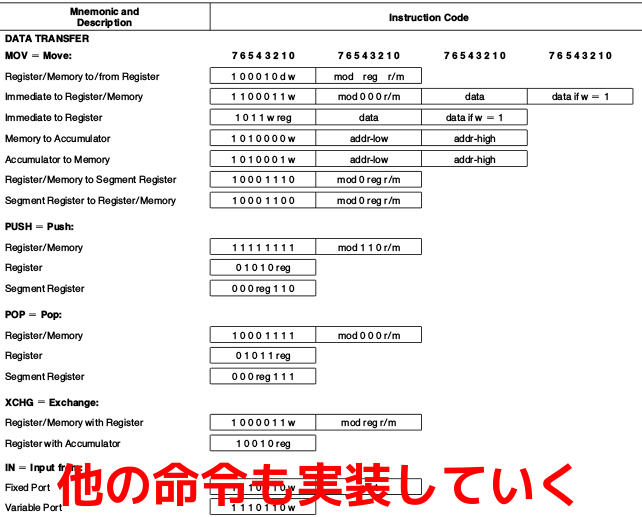 Mnemonic and Description Instruction Code
DATA TRANSFER
MOV = Move: 7 6 5 4 3 2 1 0 7 6 5 4 3 2 1 0 7 6 5 4 3 2 1 0 7 6 5 4 3 2 1 0
Register/Memory to/from Register 1 0 0 0 1 0 d w mod reg r/m
Immediate to Register/Memory 1 1 0 0 0 1 1 w mod 0 0 0 r/m data data if w = 1
Immediate to Register 1 0 1 1 w reg data data if w = 1
Memory to Accumulator 1 0 1 0 0 0 0 w addr-low addr-high
Accumulator to Memory 1 0 1 0 0 0 1 w addr-low addr-high
Register/Memory to Segment Register 1 0 0 0 1 1 1 0 mod 0 reg r/m
Segment Register to Register/Memory 1 0 0 0 1 1 0 0 mod 0 reg r/m
PUSH = Push:
Register/Memory 1 1 1 1 1 1 1 1 mod 1 1 0 r/m
Register 0 1 0 1 0 reg
Segment Register 0 0 0 reg 1 1 0
POP = Pop:
Register/Memory 1 0 0 0 1 1 1 1 mod 0 0 0 r/m
Register 0 1 0 1 1 reg
Segment Register 0 0 0 reg 1 1 1
XCHG = Exchange:
Register/Memory with Register 1 0 0 0 0 1 1 w mod reg r/m
Register with Accumulator 1 0 0 1 0 reg
IN = Input from:
他の命令も実装していく
Fixed Port
Variable Port 1 1 1 0 1 1 0 w